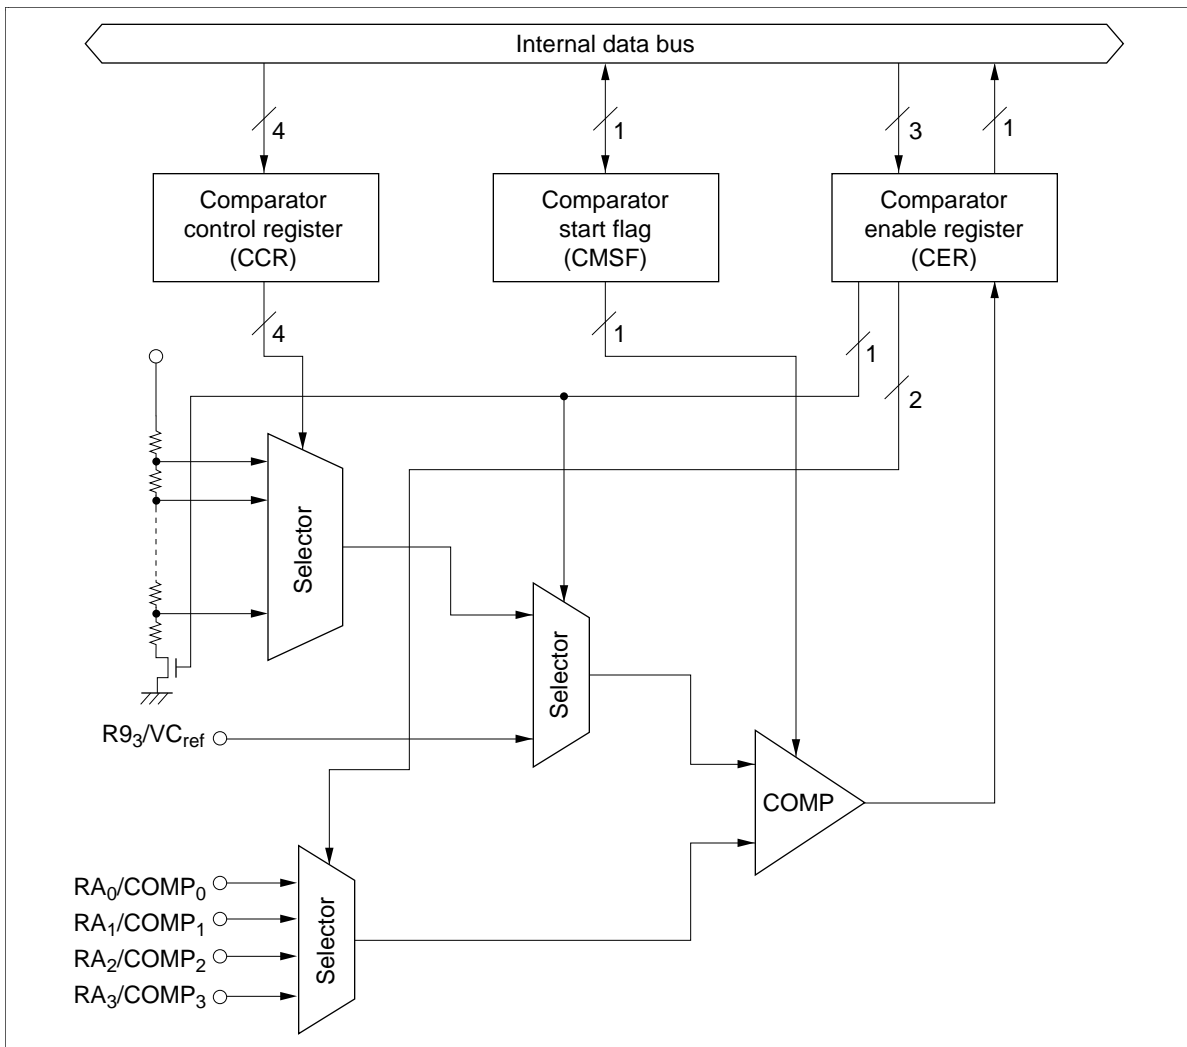 Internal data bus
4
1
3
1
Comparator
control register
(CCR)
Comparator
start flag
(CMSF)
Comparator
enable register
(CER)
4
1
1
2
Selector
Selector
R9₃/VCref
COMP
RA₀/COMP₀
RA₁/COMP₁
RA₂/COMP₂
RA₃/COMP₃
Selector